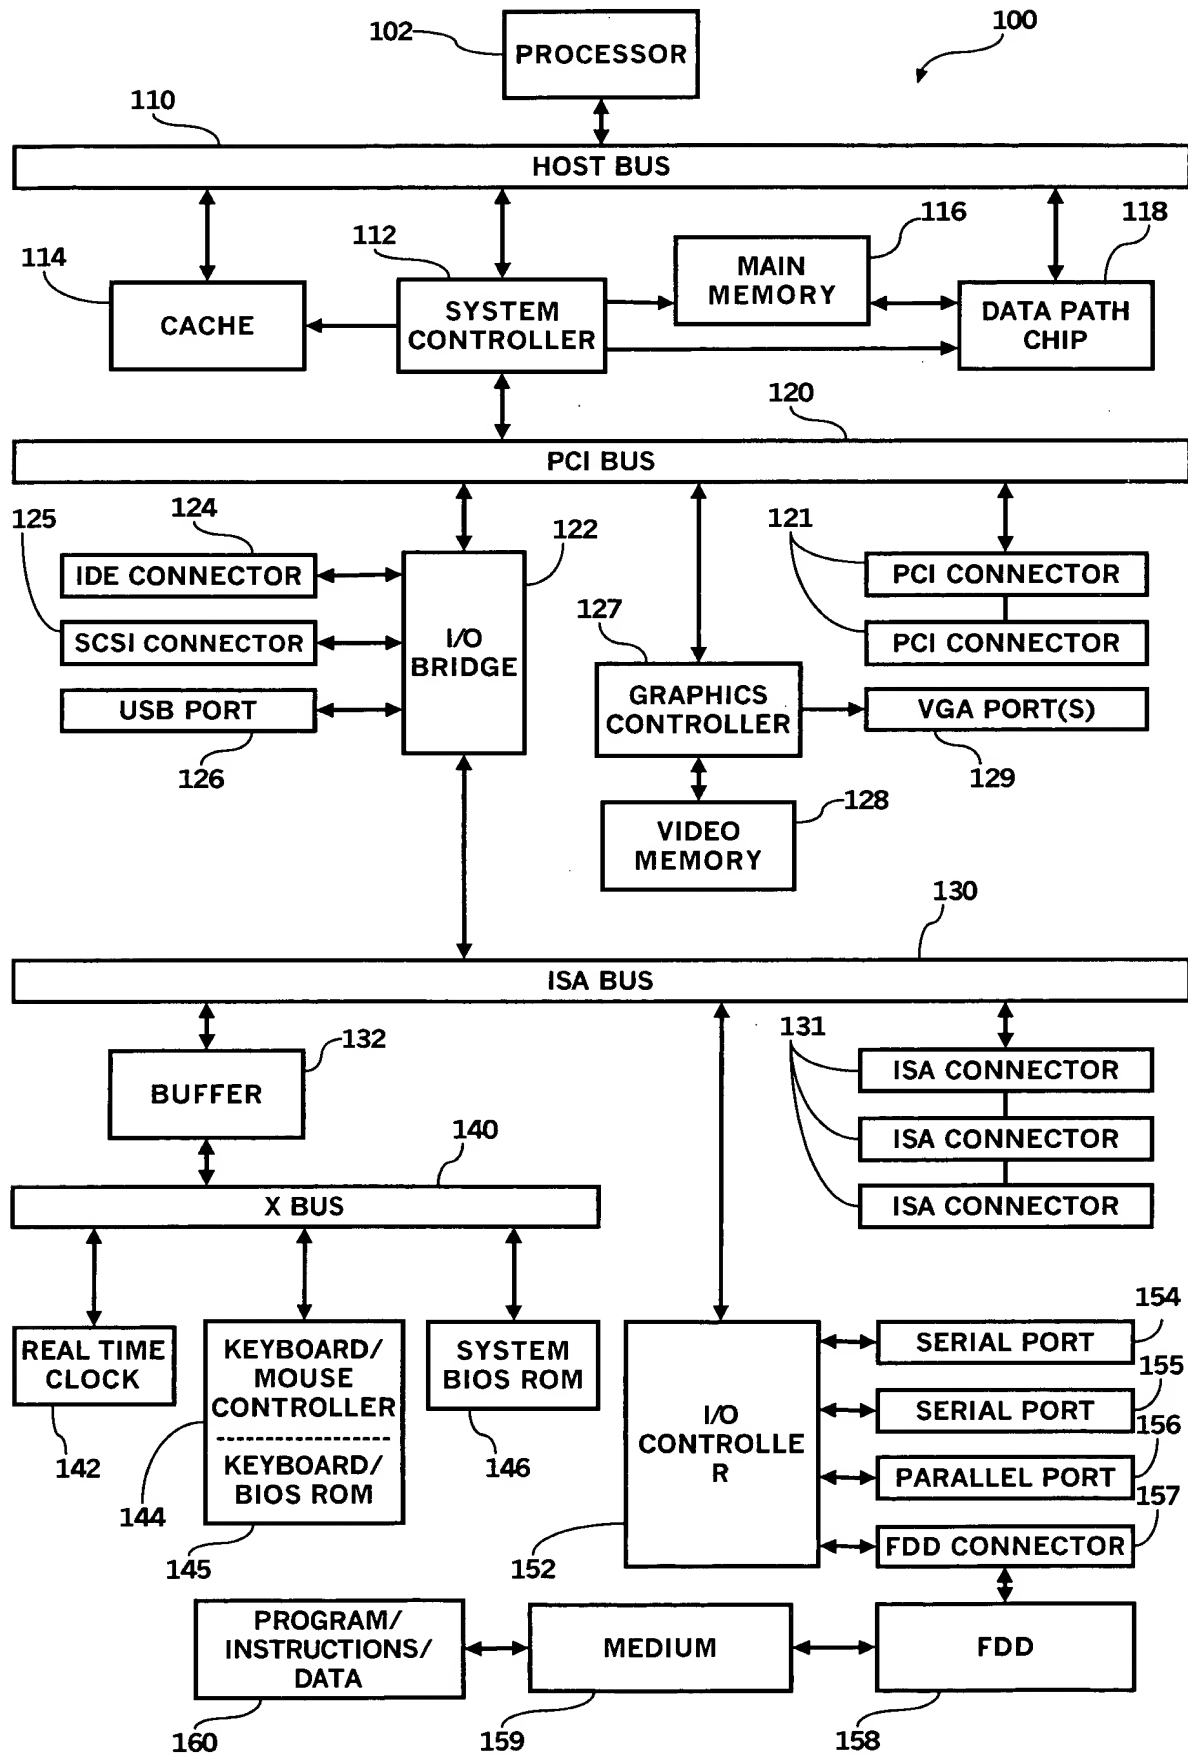 102
PROCESSOR
100
110
HOST BUS
114
112
116
118
CACHE
SYSTEM
CONTROLLER
MAIN
MEMORY
DATA PATH
CHIP
120
PCI BUS
125
124
122
121
IDE CONNECTOR
SCSI CONNECTOR
USB PORT
126
I/O
BRIDGE
127
GRAPHICS
CONTROLLER
PCI CONNECTOR
PCI CONNECTOR
VGA PORT(S)
129
128
VIDEO
MEMORY
130
ISA BUS
132
BUFFER
131
ISA CONNECTOR
ISA CONNECTOR
ISA CONNECTOR
140
X BUS
REAL TIME
CLOCK
142
KEYBOARD/
MOUSE
CONTROLLER
KEYBOARD/
BIOS ROM
144
145
SYSTEM
BIOS ROM
146
I/O
CONTROLLE
R
152
154
SERIAL PORT
155
SERIAL PORT
156
PARALLEL PORT
157
FDD CONNECTOR
PROGRAM/
INSTRUCTIONS/
DATA
160
MEDIUM
159
FDD
158